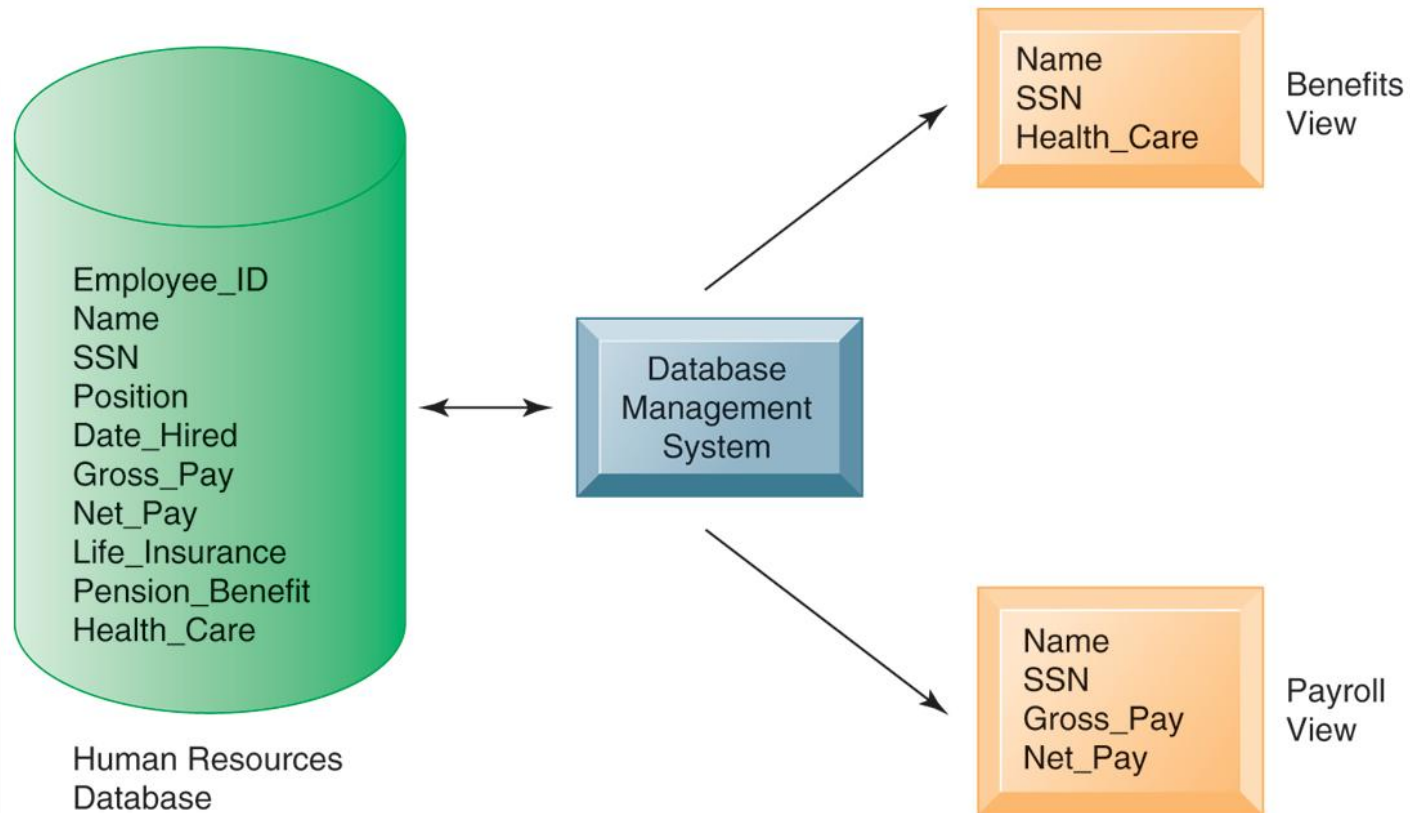 Employee_ID
Name
SSN
Position
Date_Hired
Gross_Pay
Net_Pay
Life_Insurance
Pension_Benefit
Health_Care
Human Resources
Database
Database
Management
System
Name
SSN
Health_Care
Benefits
View
Name
SSN
Gross_Pay
Net_Pay
Payroll
View